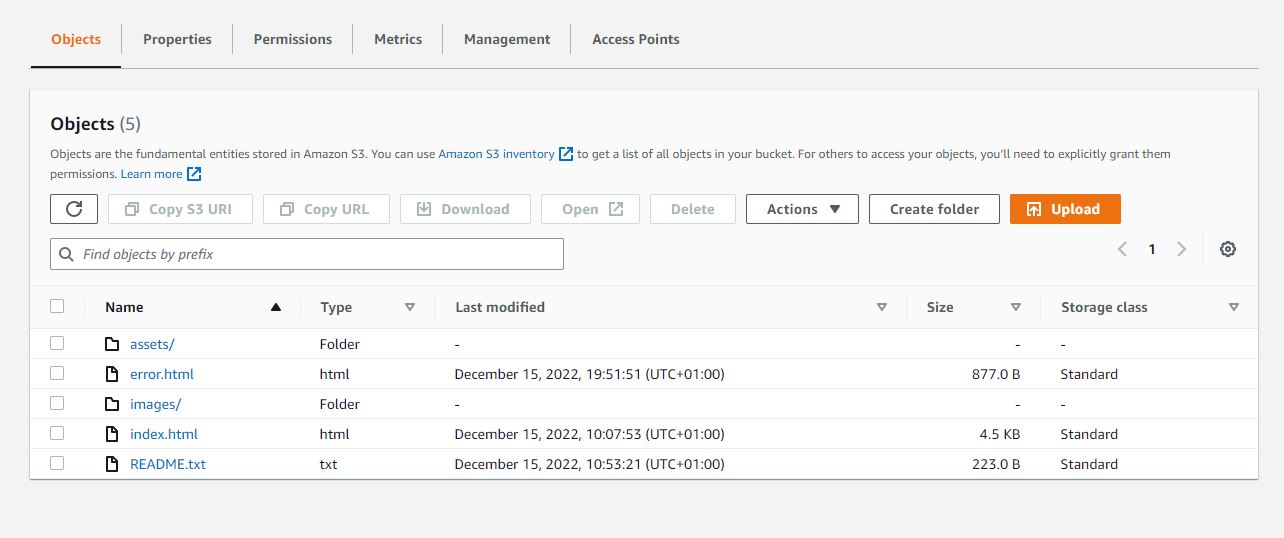 Objects Properties Permissions Metrics Management Access Points
Objects (5)
Objects are the fundamental entities stored in Amazon S3. You can use Amazon S3 inventory to get a list of all objects in your bucket. For others to access your objects, you'll need to explicitly grant them
permissions. Learn more
Copy S3 URI Copy URL Download Open Delete Actions Create folder Upload
Find objects by prefix 1
Name Type Last modified Size Storage class
assets/ Folder - - -
error.html html December 15, 2022, 19:51:51 (UTC+01:00) 877.0 B Standard
images/ Folder - - -
index.html html December 15, 2022, 10:07:53 (UTC+01:00) 4.5 KB Standard
README.txt txt December 15, 2022, 10:53:21 (UTC+01:00) 223.0 B Standard